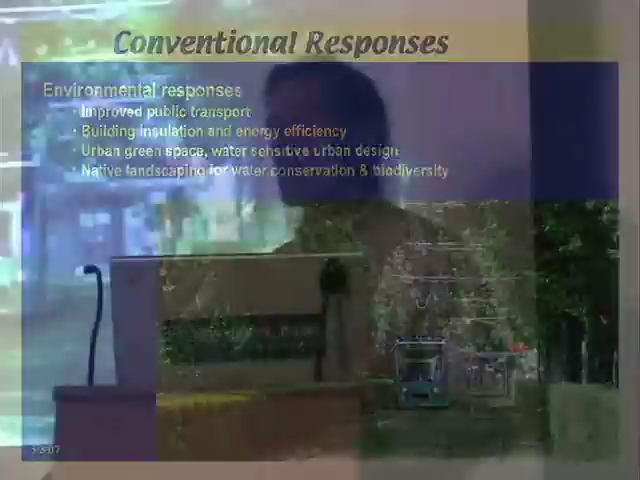 Conventional Responses
Environmental responses
· Improved public transport
· Building insulation and energy efficiency
· Urban green space, water sensitive urban design
· Native landscaping for water conservation & biodiversity